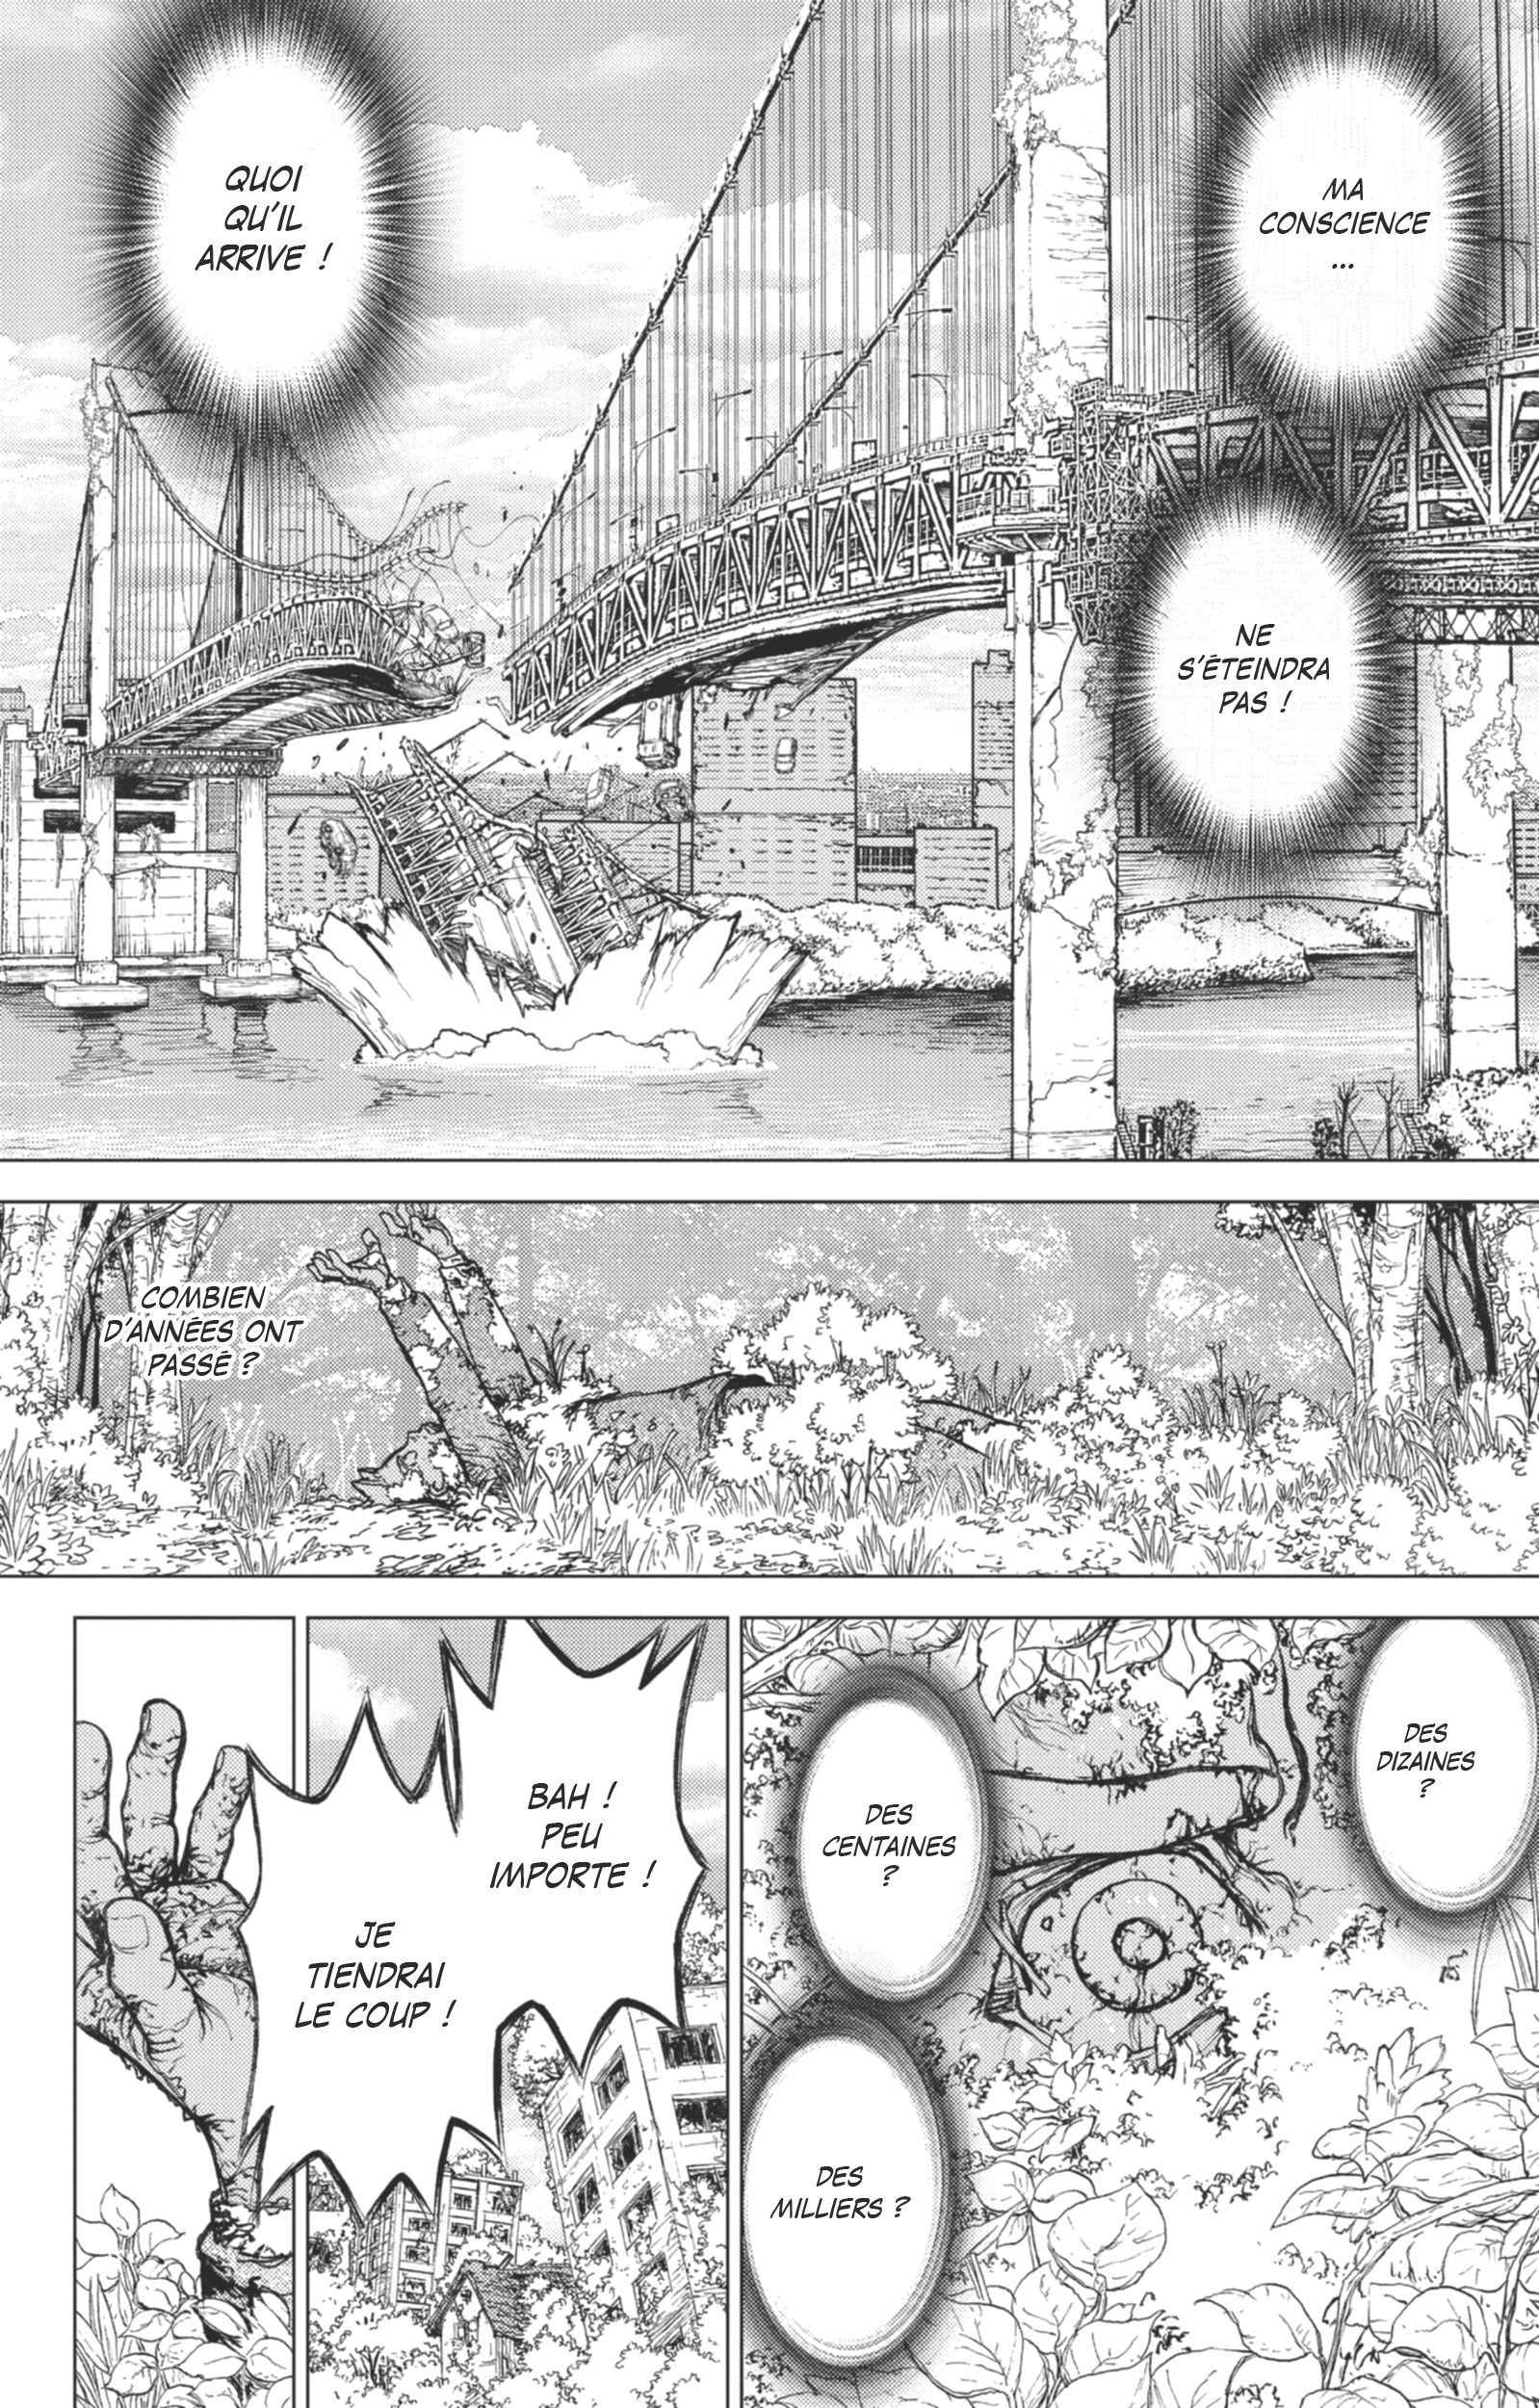 MA
CONSCIENCE
...
NE
S'ÉTEINDRA
PAS !
QUOI
QU'IL
ARRIVE !
COMBIEN
D'ANNÉES ONT
PASSÉ ?
DES
DIZAINES
?
DES
CENTAINES
?
DES
MILLIERS ?
BAH !
PEU
IMPORTE !
JE
TIENDRAI
LE COUP !